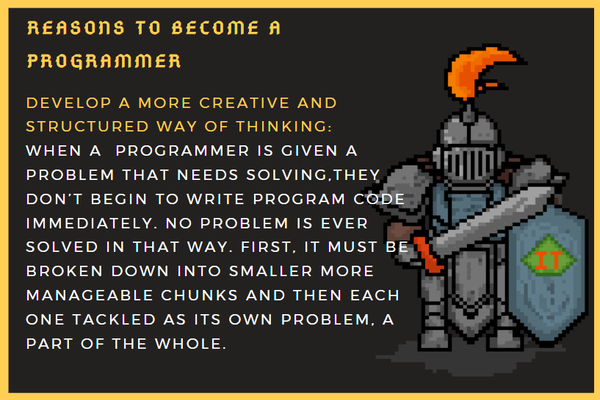 REASONS TO BECOME A
PROGRAMMER
DEVELOP A MORE CREATIVE AND
STRUCTURED WAY OF THINKING:
WHEN A  PROGRAMMER IS GIVEN A
PROBLEM THAT NEEDS SOLVING,THEY
DON'T BEGIN TO WRITE PROGRAM CODE
IMMEDIATELY. NO PROBLEM IS EVER
SOLVED IN THAT WAY. FIRST, IT MUST BE
BROKEN DOWN INTO SMALLER MORE
MANAGEABLE CHUNKS AND THEN EACH
ONE TACKLED AS ITS OWN PROBLEM, A
PART OF THE WHOLE.
IT